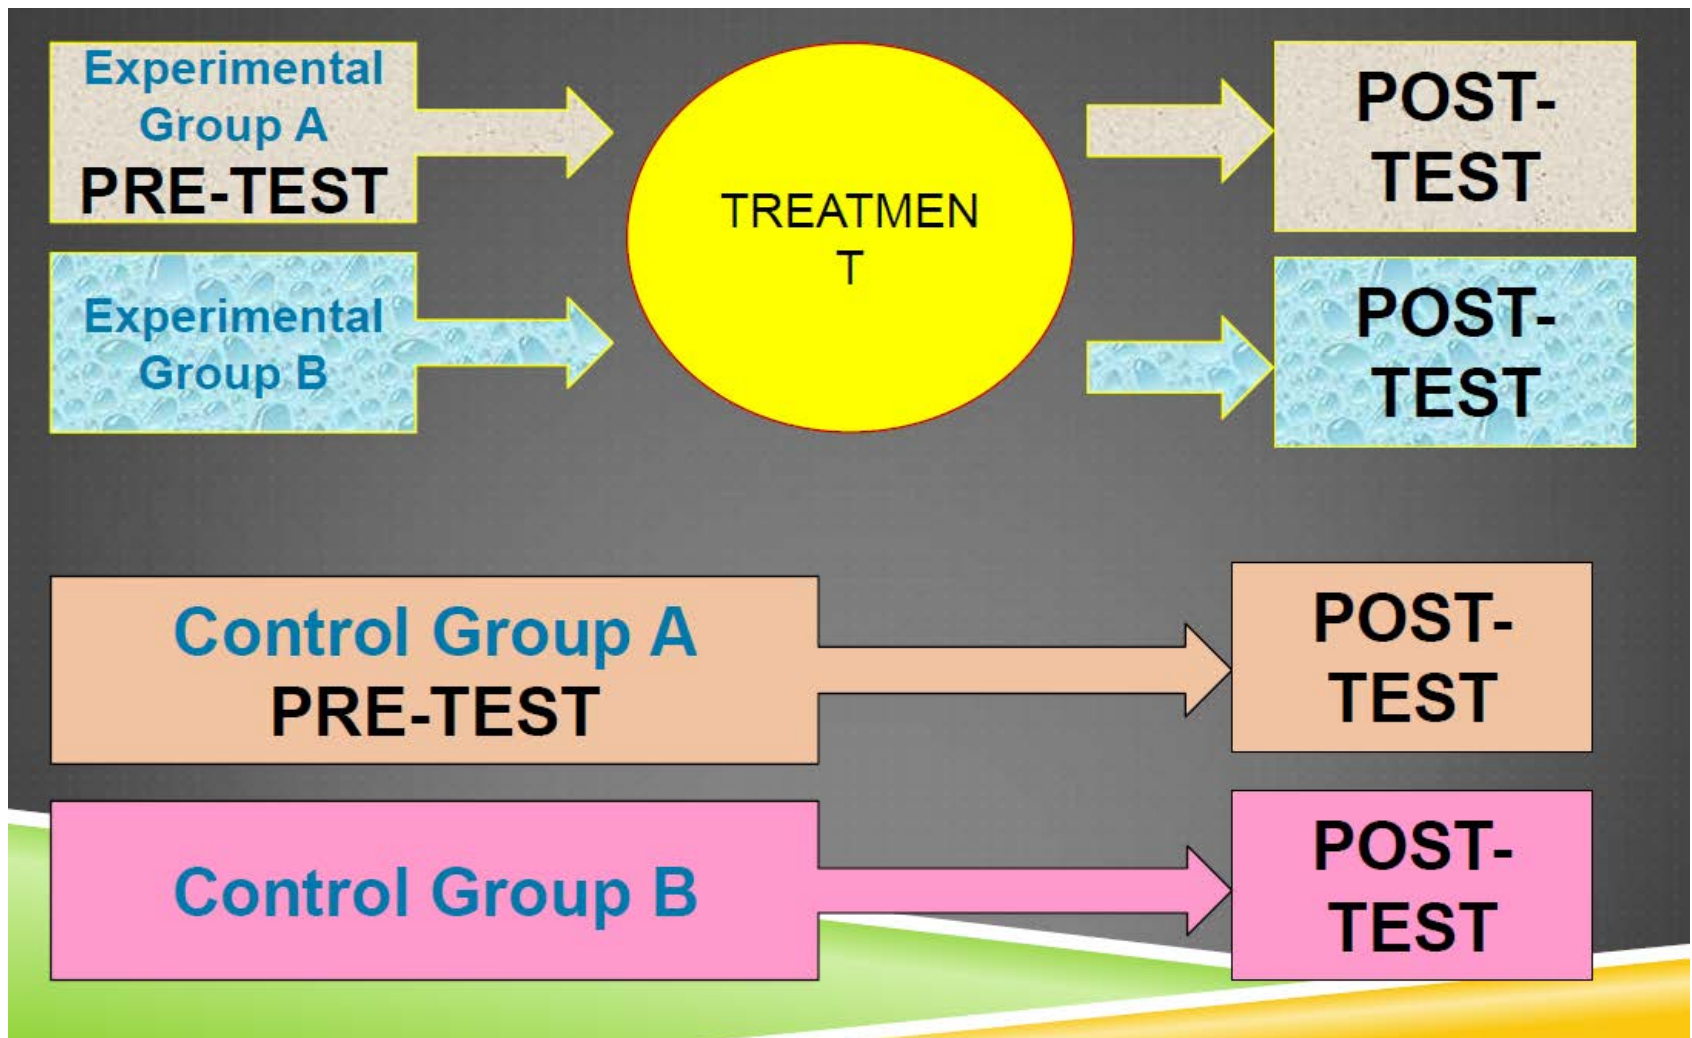 Experimental
Group A
PRE-TEST
TREATMEN
T
POST-
TEST
Experimental
Group B
POST-
TEST
Control Group A
PRE-TEST
POST-
TEST
Control Group B
POST-
TEST